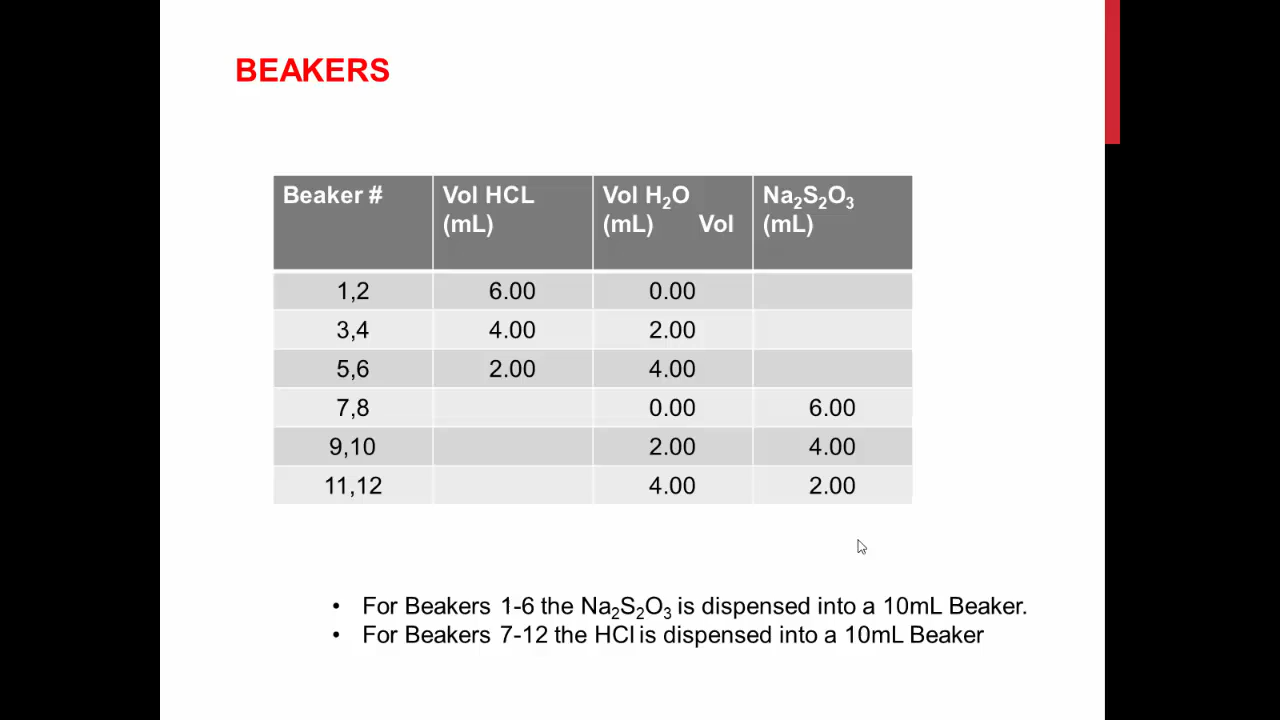 BEAKERS
Beaker # Vol HCL Vol H₂O Na₂S₂O₃
(mL) (mL) Vol (mL)
1,2 6.00 0.00
3,4 4.00 2.00
5,6 2.00 4.00
7,8 0.00 6.00
9,10 2.00 4.00
11,12 4.00 2.00
• For Beakers 1-6 the Na₂S₂O₃ is dispensed into a 10mL Beaker.
• For Beakers 7-12 the HCl is dispensed into a 10mL Beaker